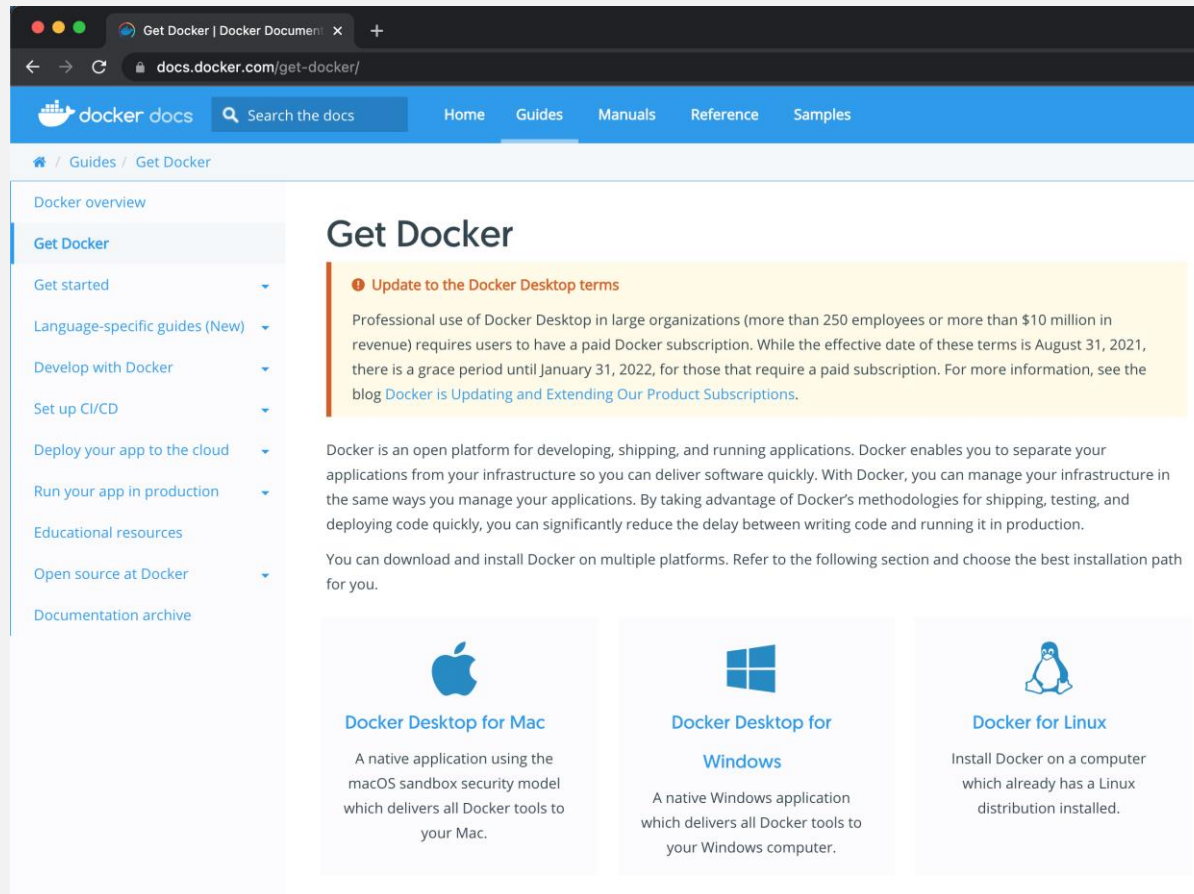 Get Docker | Docker Document
docs.docker.com/get-docker/
docker docs
Search the docs
Home
Guides
Manuals
Reference
Samples
/ Guides / Get Docker
Docker overview
Get Docker
Get started
Language-specific guides (New)
Develop with Docker
Set up CI/CD
Deploy your app to the cloud
Run your app in production
Educational resources
Open source at Docker
Documentation archive
Get Docker
Update to the Docker Desktop terms
Professional use of Docker Desktop in large organizations (more than 250 employees or more than $10 million in
revenue) requires users to have a paid Docker subscription. While the effective date of these terms is August 31, 2021,
there is a grace period until January 31, 2022, for those that require a paid subscription. For more information, see the
blog Docker is Updating and Extending Our Product Subscriptions.
Docker is an open platform for developing, shipping, and running applications. Docker enables you to separate your
applications from your infrastructure so you can deliver software quickly. With Docker, you can manage your infrastructure in
the same ways you manage your applications. By taking advantage of Docker’s methodologies for shipping, testing, and
deploying code quickly, you can significantly reduce the delay between writing code and running it in production.
You can download and install Docker on multiple platforms. Refer to the following section and choose the best installation path
for you.
Docker Desktop for Mac
A native application using the
macOS sandbox security model
which delivers all Docker tools to
your Mac.
Docker Desktop for
Windows
A native Windows application
which delivers all Docker tools to
your Windows computer.
Docker for Linux
Install Docker on a computer
which already has a Linux
distribution installed.